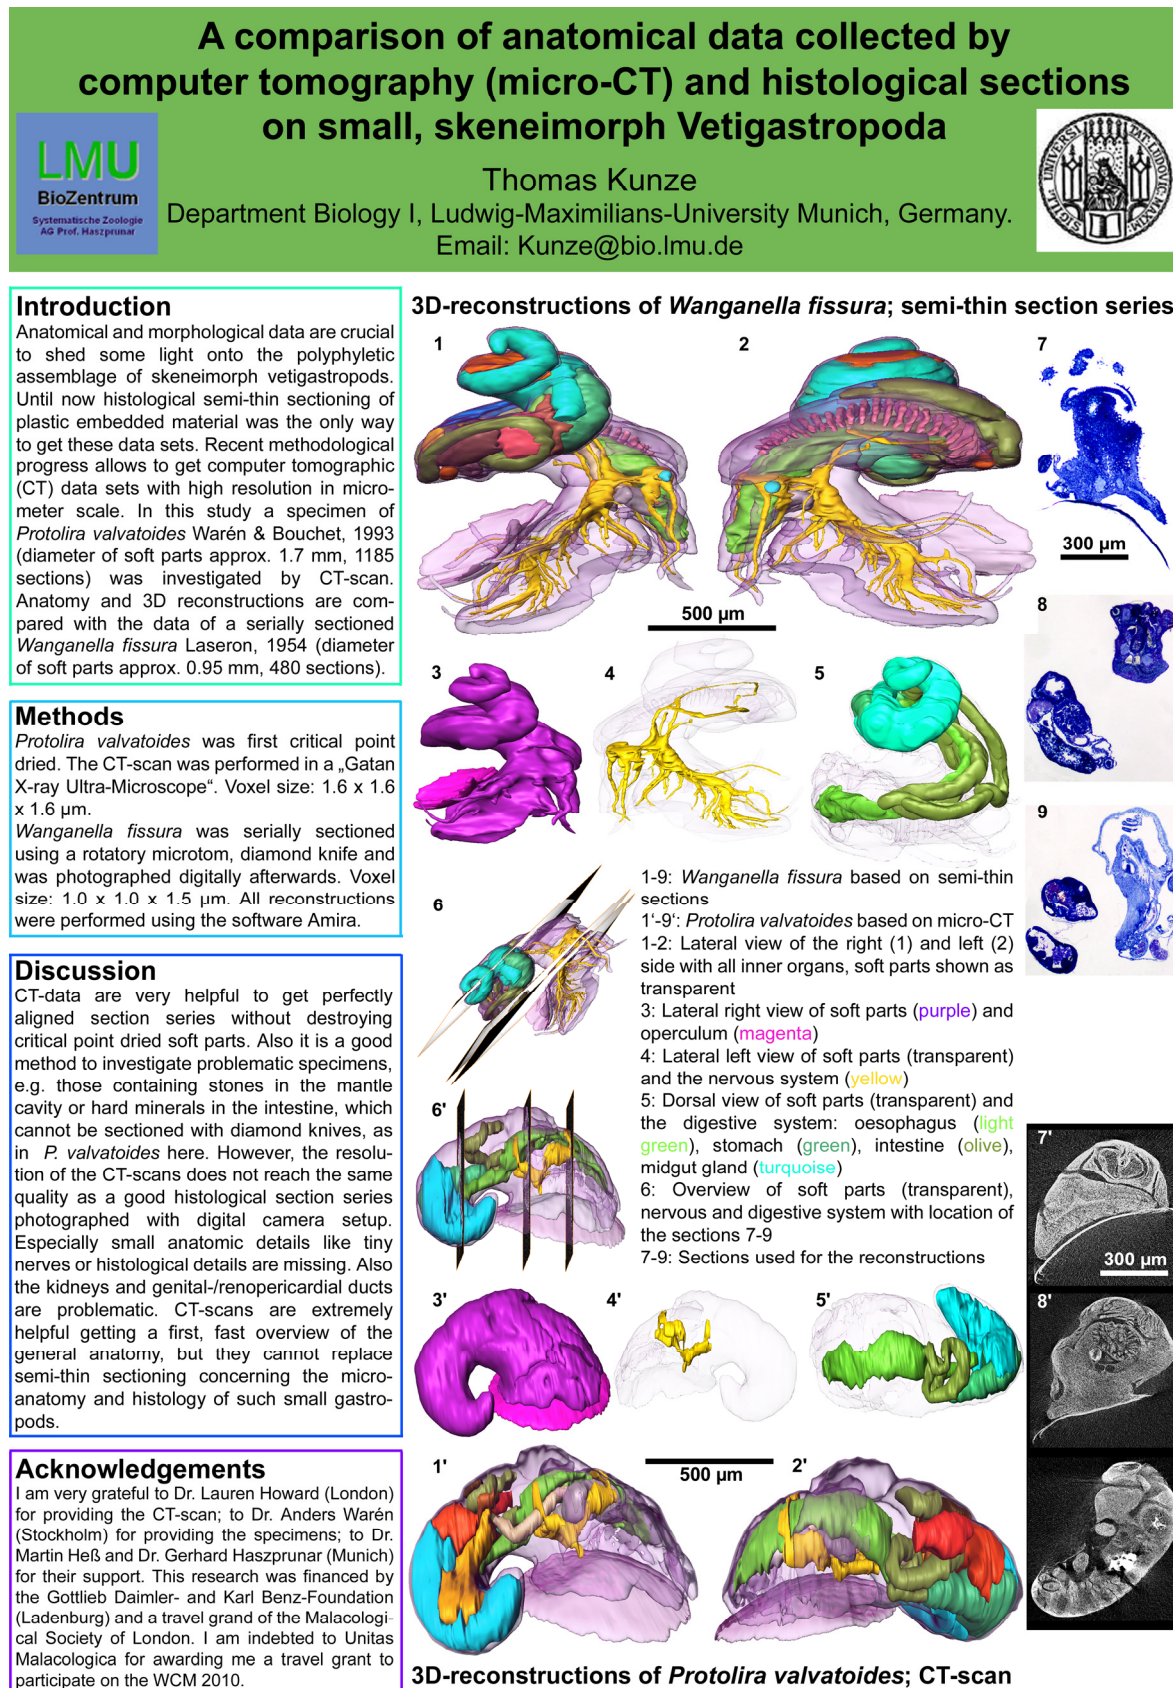 A comparison of anatomical data collected by
computer tomography (micro-CT) and histological sections
on small, skeneimorph Vetigastropoda
LMU
BioZentrum
Systematische Zoologie
AG Prof. Haszprunar
Thomas Kunze
Department Biology I, Ludwig-Maximilians-University Munich, Germany.
Email: Kunze@bio.lmu.de
Introduction
Anatomical and morphological data are crucial
to shed some light onto the polyphyletic
assemblage of skeneimorph vetigastropods.
Until now histological semi-thin sectioning of
plastic embedded material was the only way
to get these data sets. Recent methodological
progress allows to get computer tomographic
(CT) data sets with high resolution in micro-
meter scale. In this study a specimen of
Protolira valvatoides Warén & Bouchet, 1993
(diameter of soft parts approx. 1.7 mm, 1185
sections) was investigated by CT-scan.
Anatomy and 3D reconstructions are com-
pared with the data of a serially sectioned
Wanganella fissura Laseron, 1954 (diameter
of soft parts approx. 0.95 mm, 480 sections).
Methods
Protolira valvatoides was first critical point
dried. The CT-scan was performed in a „Gatan
X-ray Ultra-Microscope“. Voxel size: 1.6 x 1.6
x 1.6 µm.
Wanganella fissura was serially sectioned
using a rotatory microtom, diamond knife and
was photographed digitally afterwards. Voxel
size: 1.0 x 1.0 x 1.5 µm. All reconstructions
were performed using the software Amira.
Discussion
CT-data are very helpful to get perfectly
aligned section series without destroying
critical point dried soft parts. Also it is a good
method to investigate problematic specimens,
e.g. those containing stones in the mantle
cavity or hard minerals in the intestine, which
cannot be sectioned with diamond knives, as
in P. valvatoides here. However, the resolu-
tion of the CT-scans does not reach the same
quality as a good histological section series
photographed with digital camera setup.
Especially small anatomic details like tiny
nerves or histological details are missing. Also
the kidneys and genital-/renopericardial ducts
are problematic. CT-scans are extremely
helpful getting a first, fast overview of the
general anatomy, but they cannot replace
semi-thin sectioning concerning the micro-
anatomy and histology of such small gastro-
pods.
Acknowledgements
I am very grateful to Dr. Lauren Howard (London)
for providing the CT-scan; to Dr. Anders Warén
(Stockholm) for providing the specimens; to Dr.
Martin Heß and Dr. Gerhard Haszprunar (Munich)
for their support. This research was financed by
the Gottlieb Daimler- and Karl Benz-Foundation
(Ladenburg) and a travel grand of the Malacologi-
cal Society of London. I am indebted to Unitas
Malacologica for awarding me a travel grant to
participate on the WCM 2010.
3D-reconstructions of Wanganella fissura; semi-thin section series
1
2
7
300 µm
500 µm
8
3
4
5
9
6
1-9: Wanganella fissura based on semi-thin
sections
1‘-9‘: Protolira valvatoides based on micro-CT
1-2: Lateral view of the right (1) and left (2)
side with all inner organs, soft parts shown as
transparent
3: Lateral right view of soft parts (purple) and
operculum (magenta)
4: Lateral left view of soft parts (transparent)
and the nervous system (yellow)
5: Dorsal view of soft parts (transparent) and
the digestive system: oesophagus (light
green), stomach (green), intestine (olive),
midgut gland (turquoise)
6: Overview of soft parts (transparent),
nervous and digestive system with location of
the sections 7-9
7-9: Sections used for the reconstructions
6'
7'
300 µm
3'
4'
5'
8'
1'
500 µm
2'
3D-reconstructions of Protolira valvatoides; CT-scan